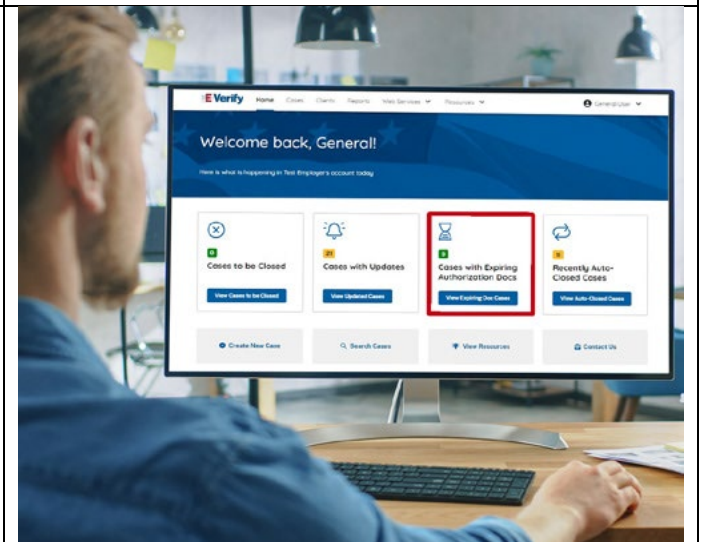 E Verify Home Cases Clients Reports Web Services Resources General User
Welcome back, General!
Here is what is happening in Test Employer's account today
Cases to be Closed
View Cases to be Closed
21
Cases with Updates
View Updated Cases
Cases with Expiring
Authorization Docs
View Expiring Doc Cases
Recently Auto-
Closed Cases
View Auto-Closed Cases
Create New Case
Search Cases
View Resources
Contact Us